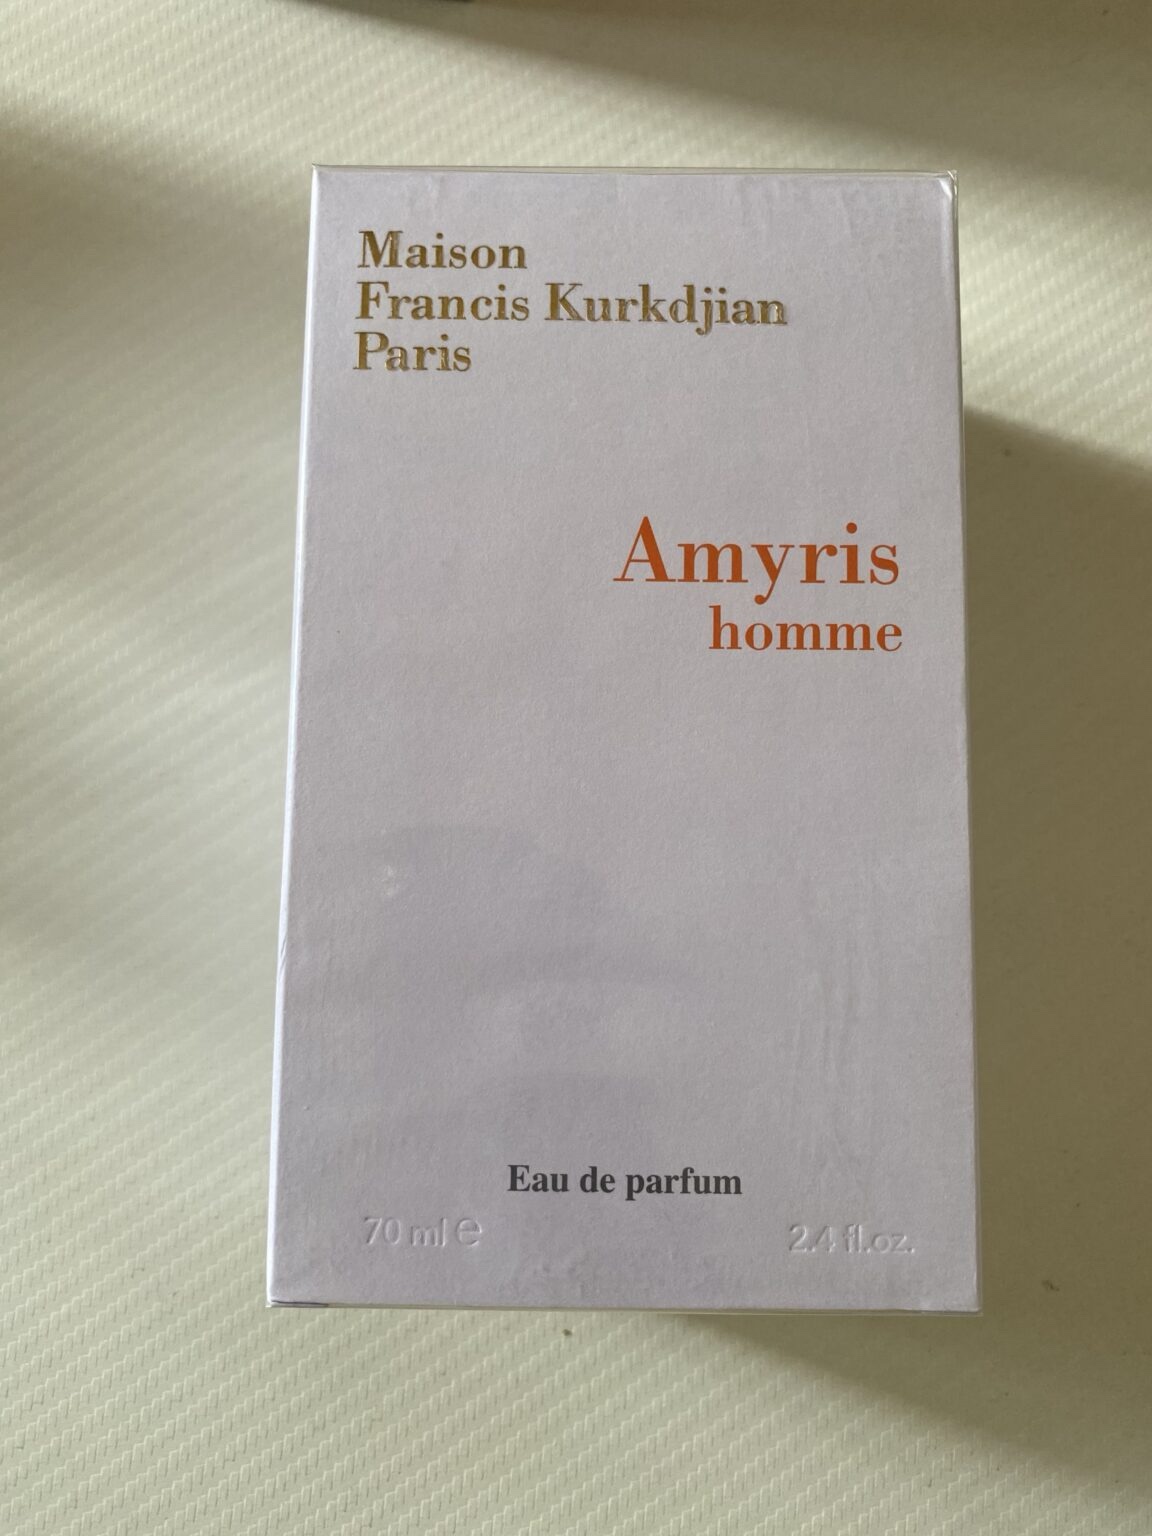 Maison
Francis Kurkdjian
Paris
Amyris
homme
Eau de parfum
70 ml ℮
2.4 fl.oz.